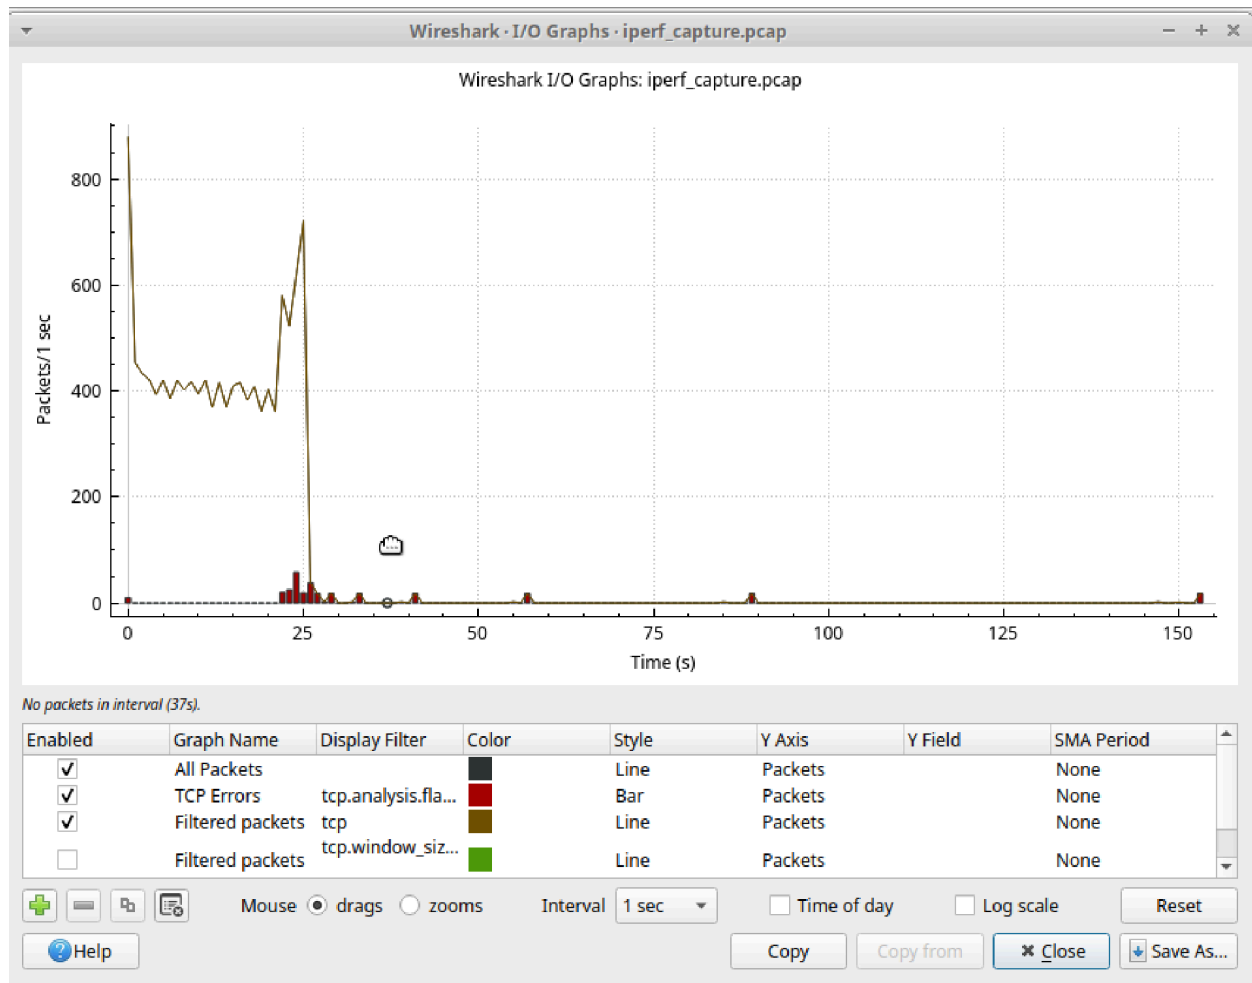 Wireshark · I/O Graphs · iperf_capture.pcap
Wireshark I/O Graphs: iperf_capture.pcap
800
600
400
200
0
Packets/1 sec
0 25 50 75 100 125 150
Time (s)
No packets in interval (37s).
Enabled Graph Name Display Filter Color Style Y Axis Y Field SMA Period
All Packets Line Packets None
TCP Errors tcp.analysis.fla... Bar Packets None
Filtered packets tcp Line Packets None
Filtered packets tcp.window_siz... Line Packets None
Mouse drags zooms Interval 1 sec Time of day Log scale Reset
Help Copy Copy from Close Save As...